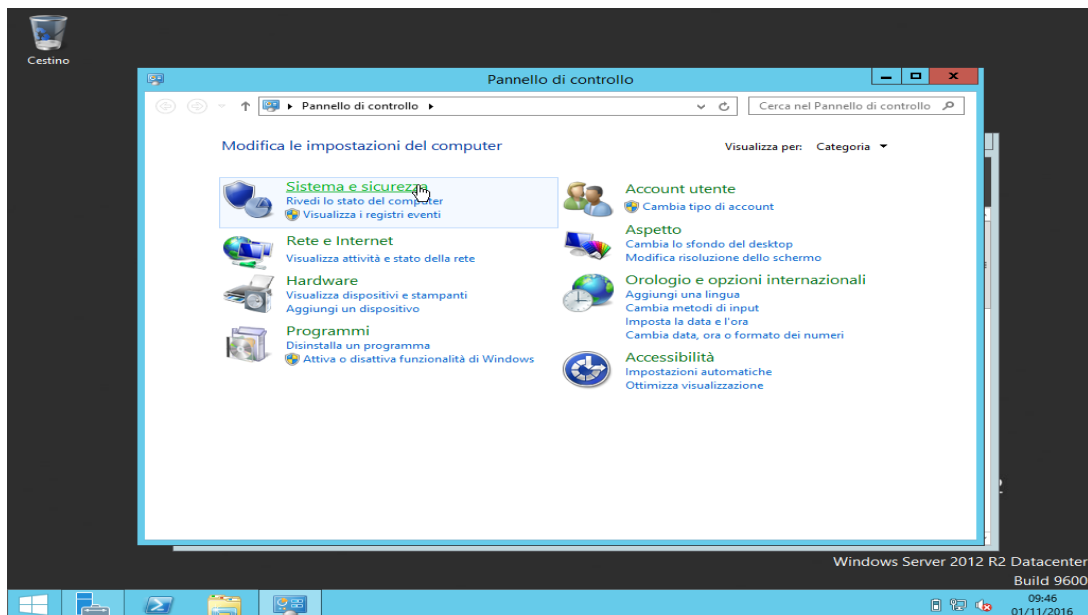 Cestino
Pannello di controllo
Pannello di controllo
Cerca nel Pannello di controllo
Modifica le impostazioni del computer
Visualizza per: Categoria
Sistema e sicurezza
Rivedi lo stato del computer
Visualizza i registri eventi
Rete e Internet
Visualizza attività e stato della rete
Hardware
Visualizza dispositivi e stampanti
Aggiungi un dispositivo
Programmi
Disinstalla un programma
Attiva o disattiva funzionalità di Windows
Account utente
Cambia tipo di account
Aspetto
Cambia lo sfondo del desktop
Modifica risoluzione dello schermo
Orologio e opzioni internazionali
Aggiungi una lingua
Cambia metodi di input
Imposta la data e l'ora
Cambia data, ora o formato dei numeri
Accessibilità
Impostazioni automatiche
Ottimizza visualizzazione
Windows Server 2012 R2 Datacenter
Build 9600
09:46
01/11/2016